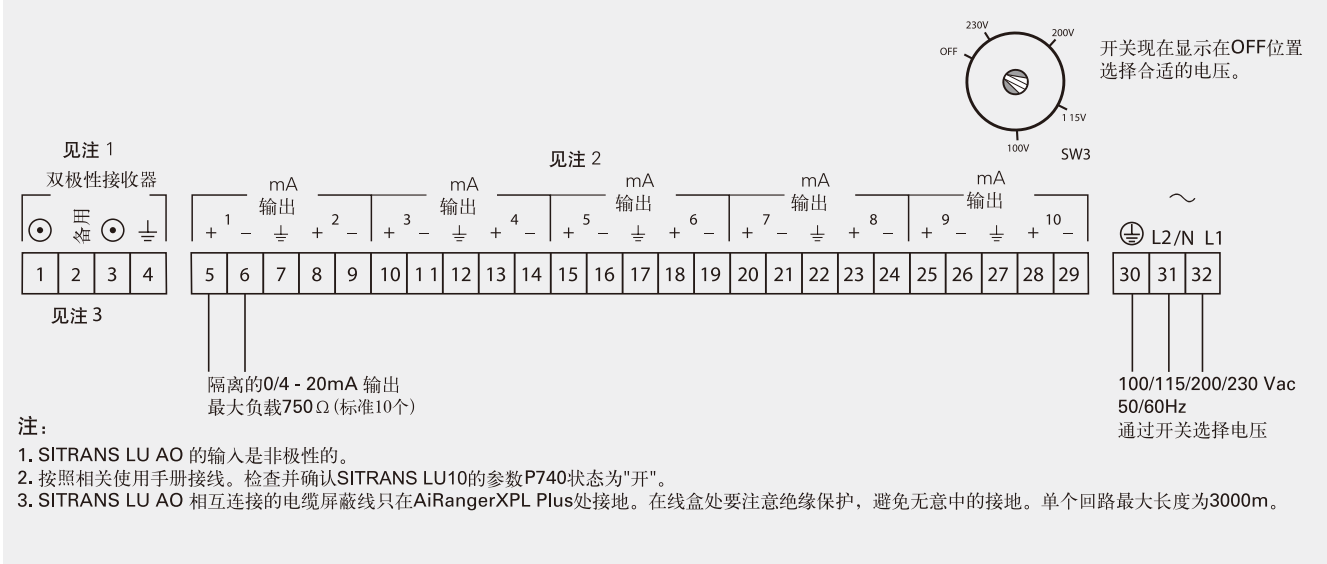 230V
200V
OFF
115V
100V
SW3
开关现在显示在OFF位置
选择合适的电压。
见注 1
双极性接收器
备用
见注 2
mA
输出
mA
输出
mA
输出
mA
输出
mA
输出
1 2 3 4 5 6 7 8 9 10
+ - + - + - + - + - + - + - + - + - + -
~
L2/N L1
1 2 3 4
5 6 7 8 9 10 11 12 13 14 15 16 17 18 19 20 21 22 23 24 25 26 27 28 29
30 31 32
见注 3
隔离的0/4 - 20mA 输出
最大负载750Ω(标准10个)
100/115/200/230 Vac
50/60Hz
通过开关选择电压
注:
1. SITRANS LU AO 的输入是非极性的。
2. 按照相关使用手册接线。检查并确认SITRANS LU10的参数P740状态为"开"。
3. SITRANS LU AO 相互连接的电缆屏蔽线只在AiRangerXPL Plus处接地。在线盒处要注意绝缘保护，避免无意中的接地。单个回路最大长度为3000m。